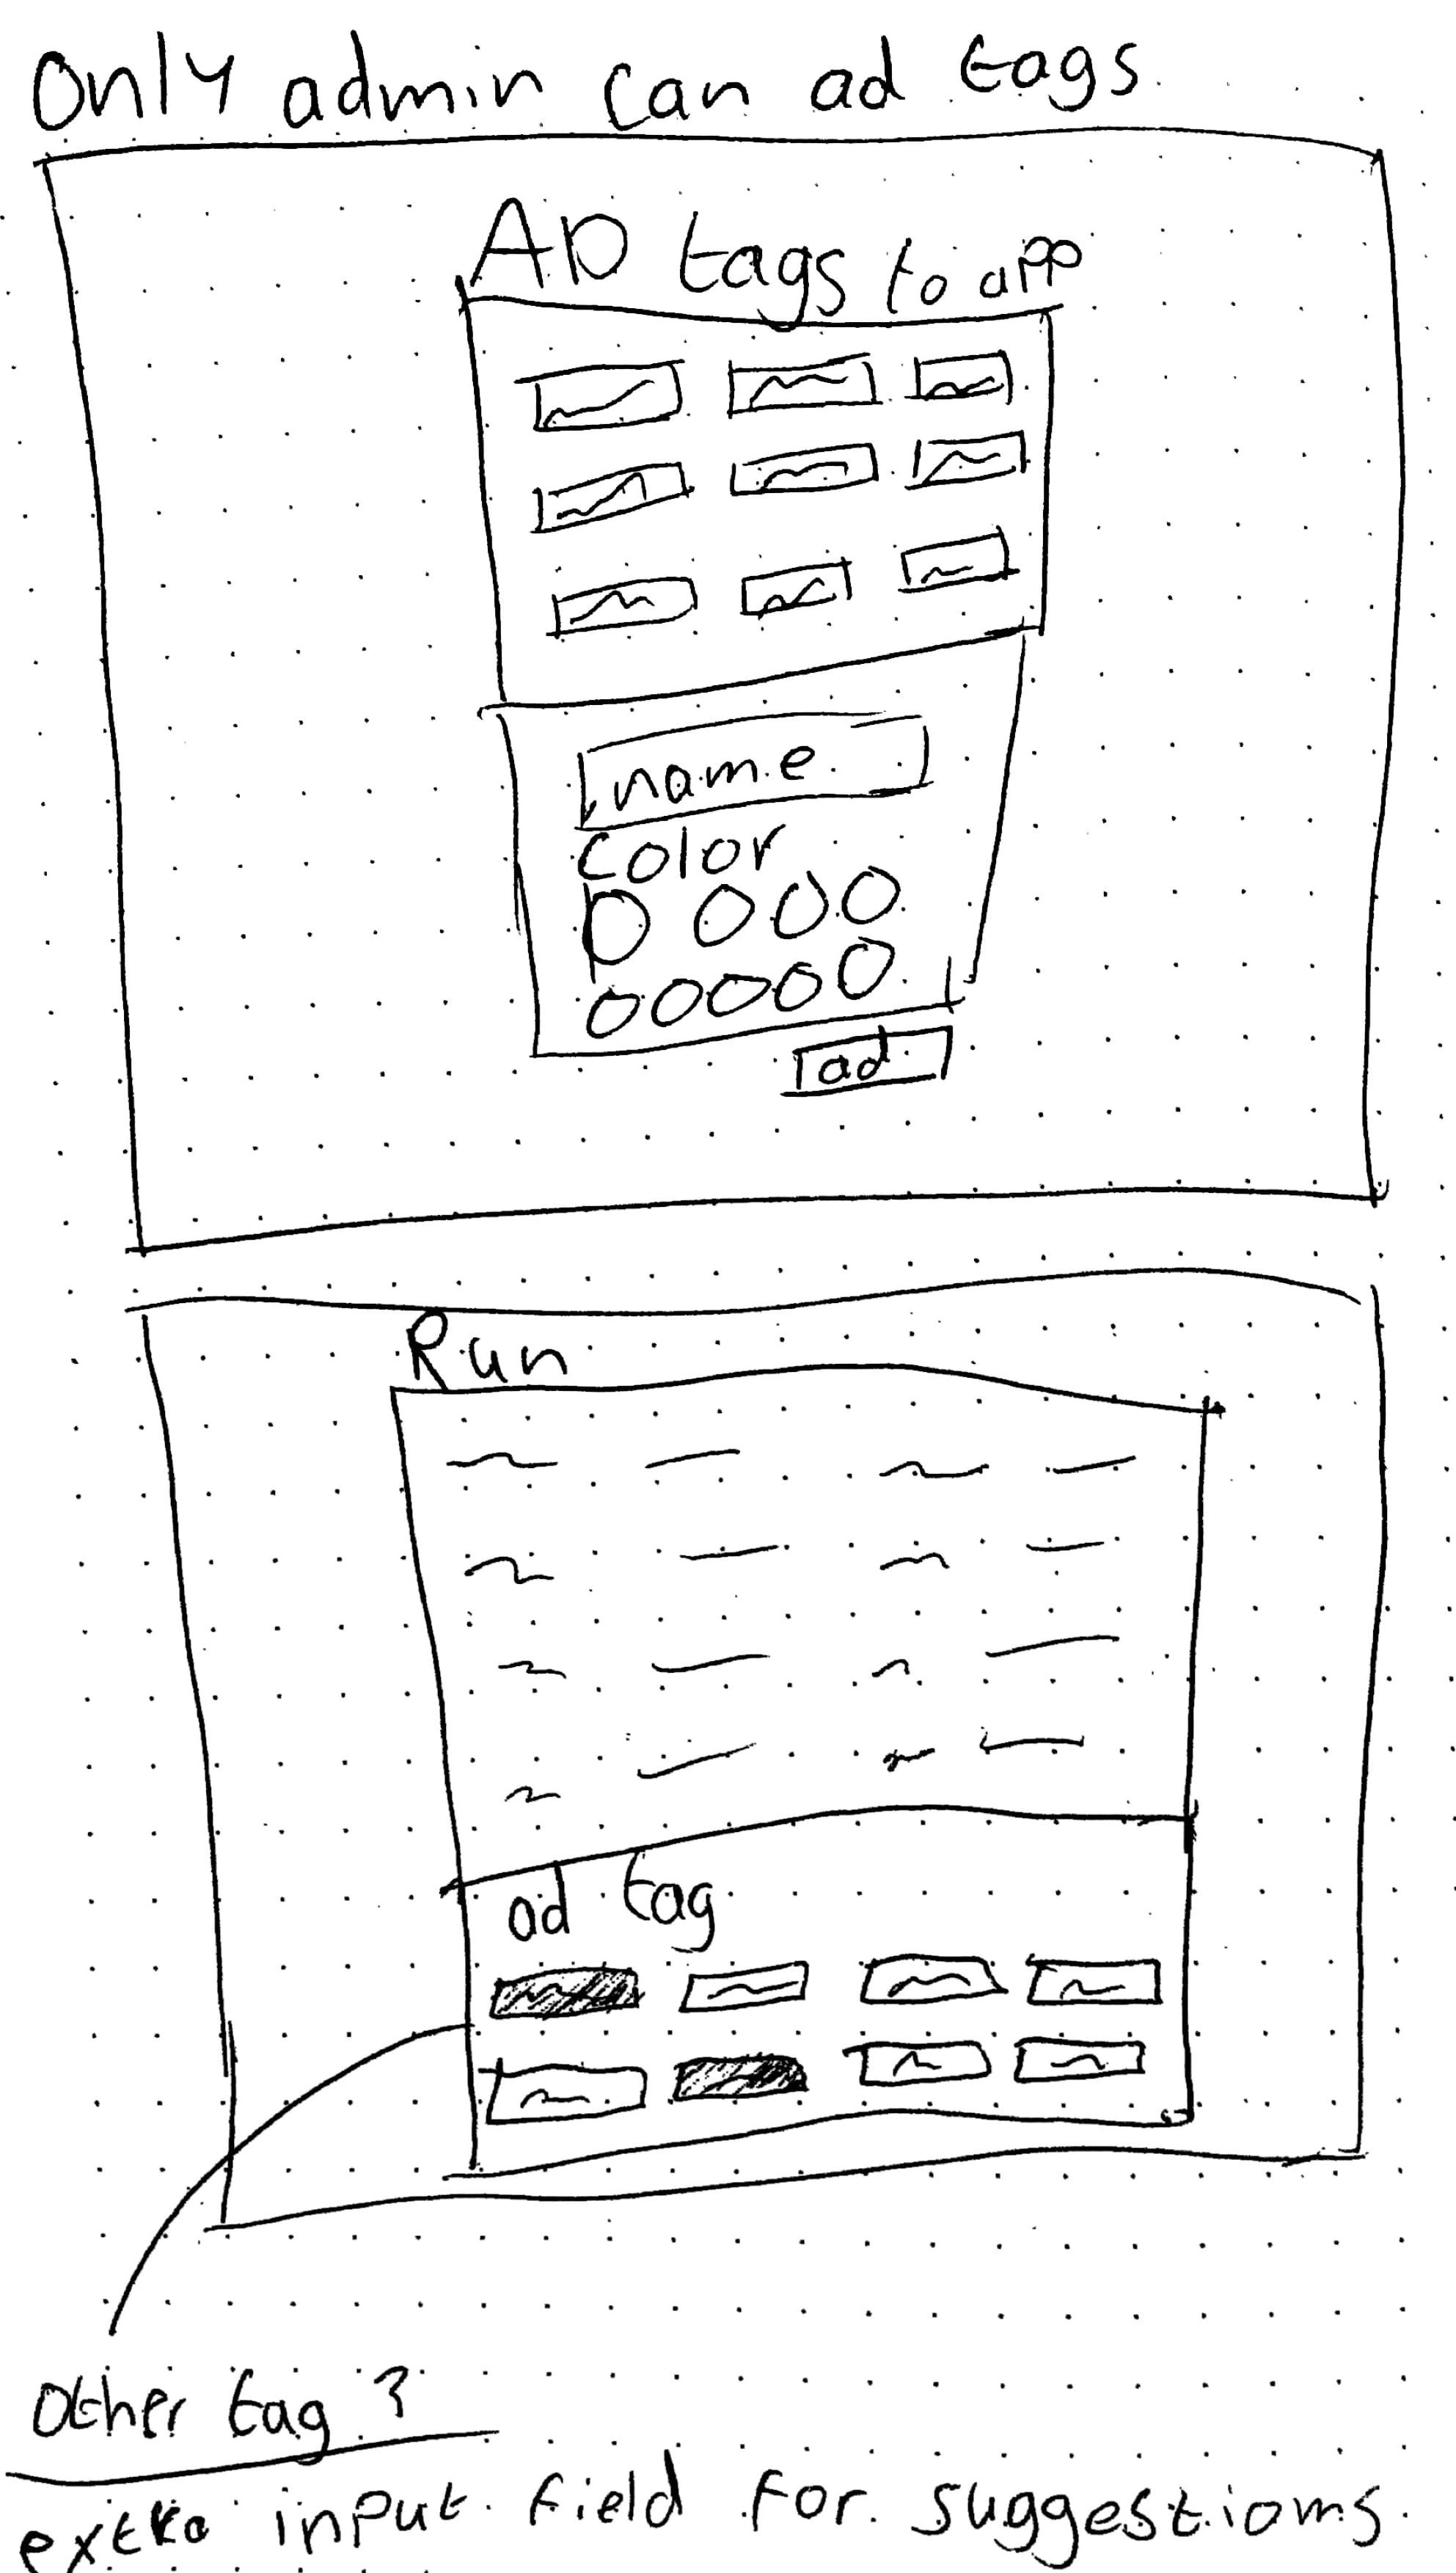 Only admin can ad tags
AD tags to app
name
color
ad
Run
ad tag
Other tag ?
extra input field for suggestions